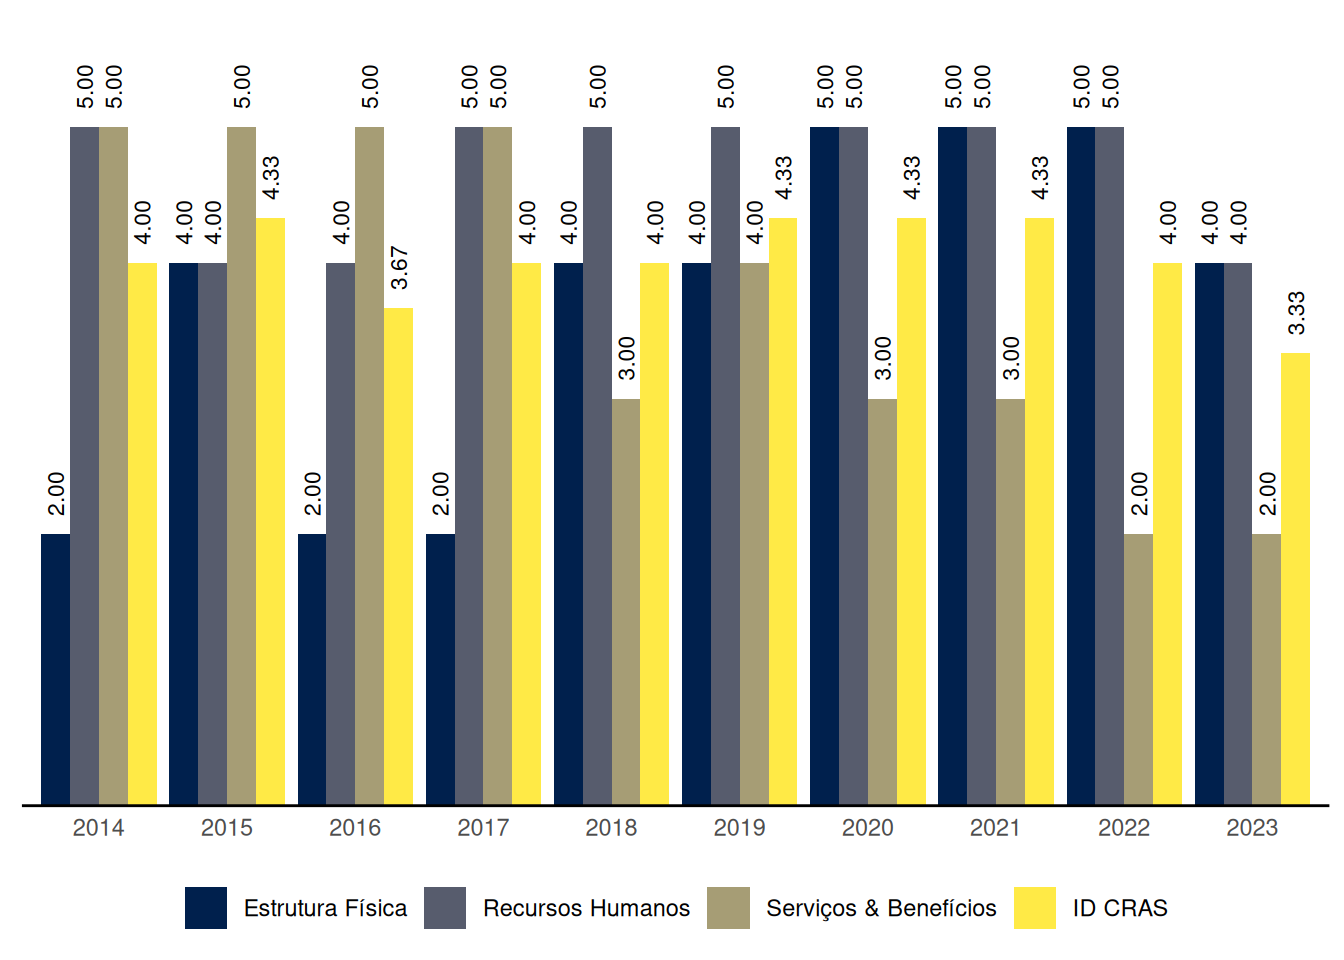 5.00 5.00 5.00 5.00 5.00 5.00 5.00 5.00 5.00 5.00 5.00 5.00 5.00 5.00
4.33 4.33 4.33 4.33
4.00 4.00 4.00 4.00 4.00 4.00 4.00 4.00 4.00 4.00 4.00 4.00
3.67
3.33
3.00 3.00 3.00
2.00 2.00 2.00 2.00 2.00
2014 2015 2016 2017 2018 2019 2020 2021 2022 2023
Estrutura Física Recursos Humanos Serviços & Benefícios ID CRAS